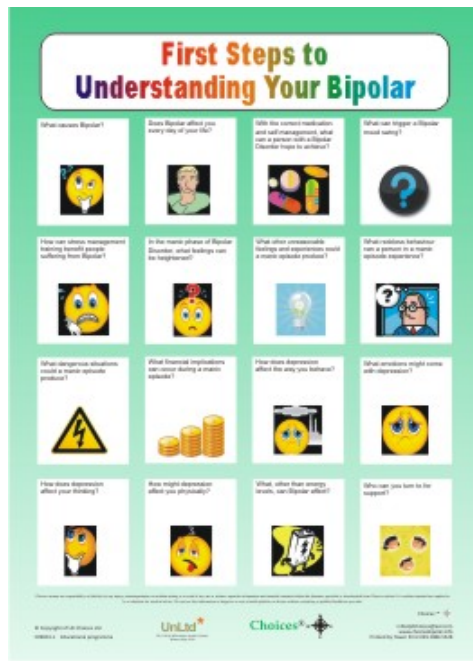 First Steps to
Understanding Your Bipolar
What causes Bipolar?
Does Bipolar affect you
every day of your life?
With the correct medication
and self management, what
can a person with a Bipolar
Disorder hope to achieve?
What can trigger a Bipolar
mood swing?
How can stress management
training benefit people
suffering from Bipolar?
In the manic phase of Bipolar
Disorder, what feelings can
be heightened?
What often unreasonable
feelings and experiences could
a manic episode produce?
What reckless behaviour
can a person in a manic
episode experience?
What dangerous situations
could a manic episode
produce?
What financial implications
can occur during a manic
episode?
How does depression
affect the way you behave?
What emotions might come
with depression?
How does depression
affect your thinking?
How might depression
affect you physically?
What, other than energy
levels, can Bipolar affect?
Who can you turn to for
support?
UnLtd
Choices®